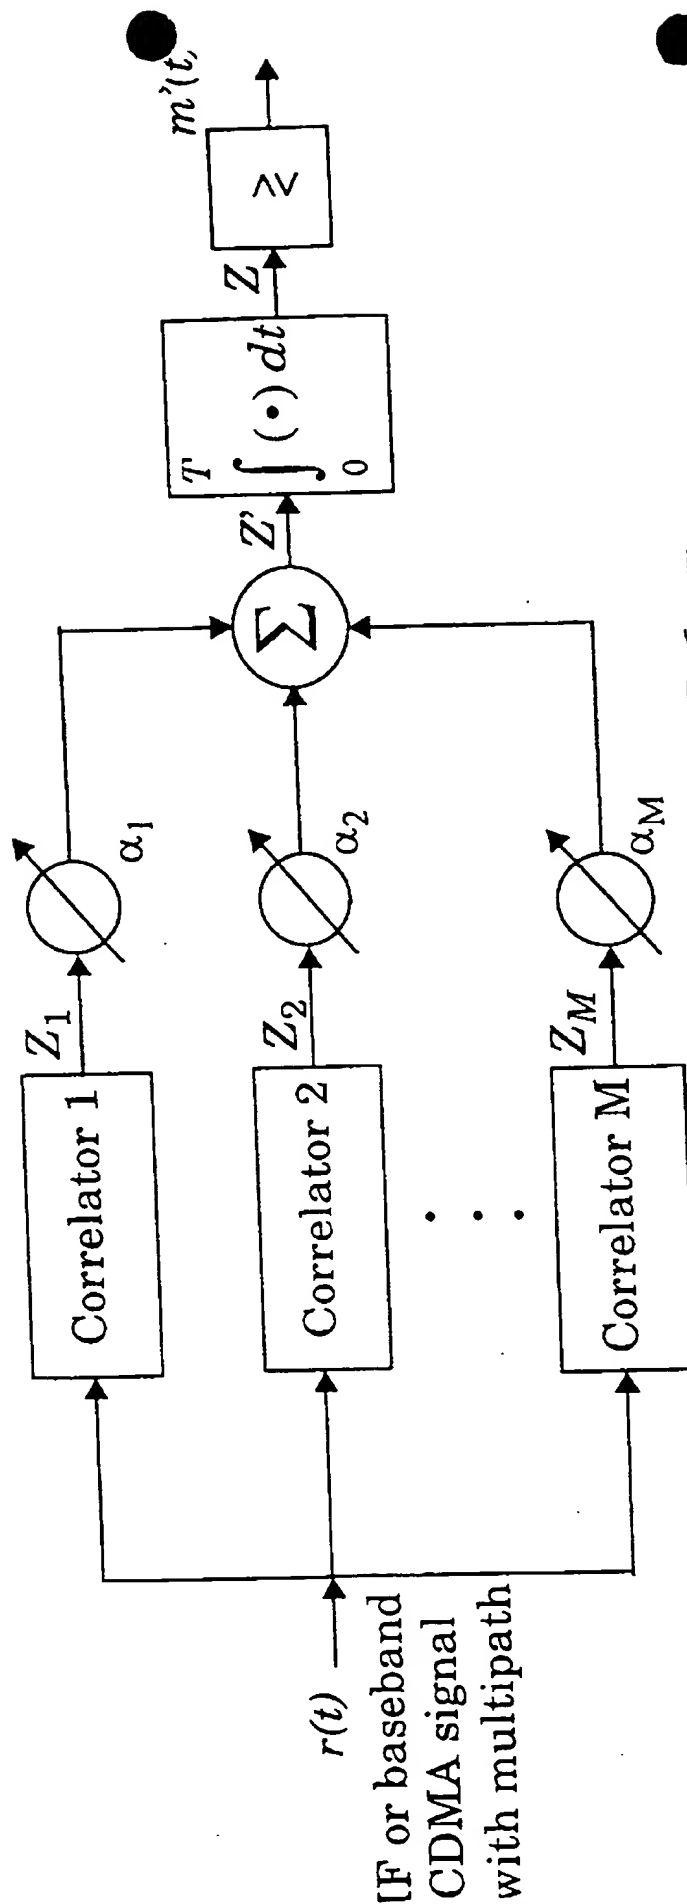 r(t)
IF or baseband
CDMA signal
with multipath
Correlator 1
Z1
α1
Correlator 2
Z2
α2
Correlator M
ZM
αM
Σ
Z'
T
∫ (•) dt
0
Z
≥
m'(t)